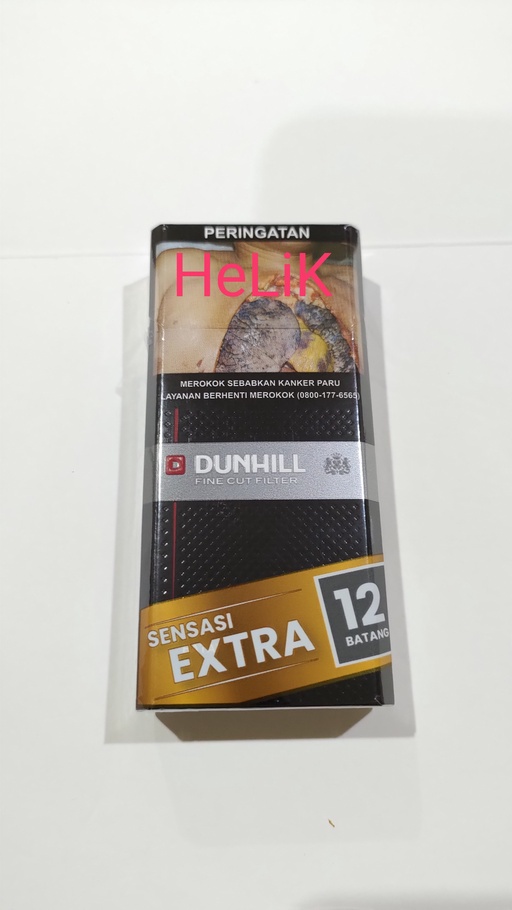 PERINGATAN
HeLiK
MEROKOK SEBABKAN KANKER PARU
LAYANAN BERHENTI MEROKOK (0800-177-6565)
D DUNHILL
FINE CUT FILTER
SENSASI
EXTRA
12
BATANG